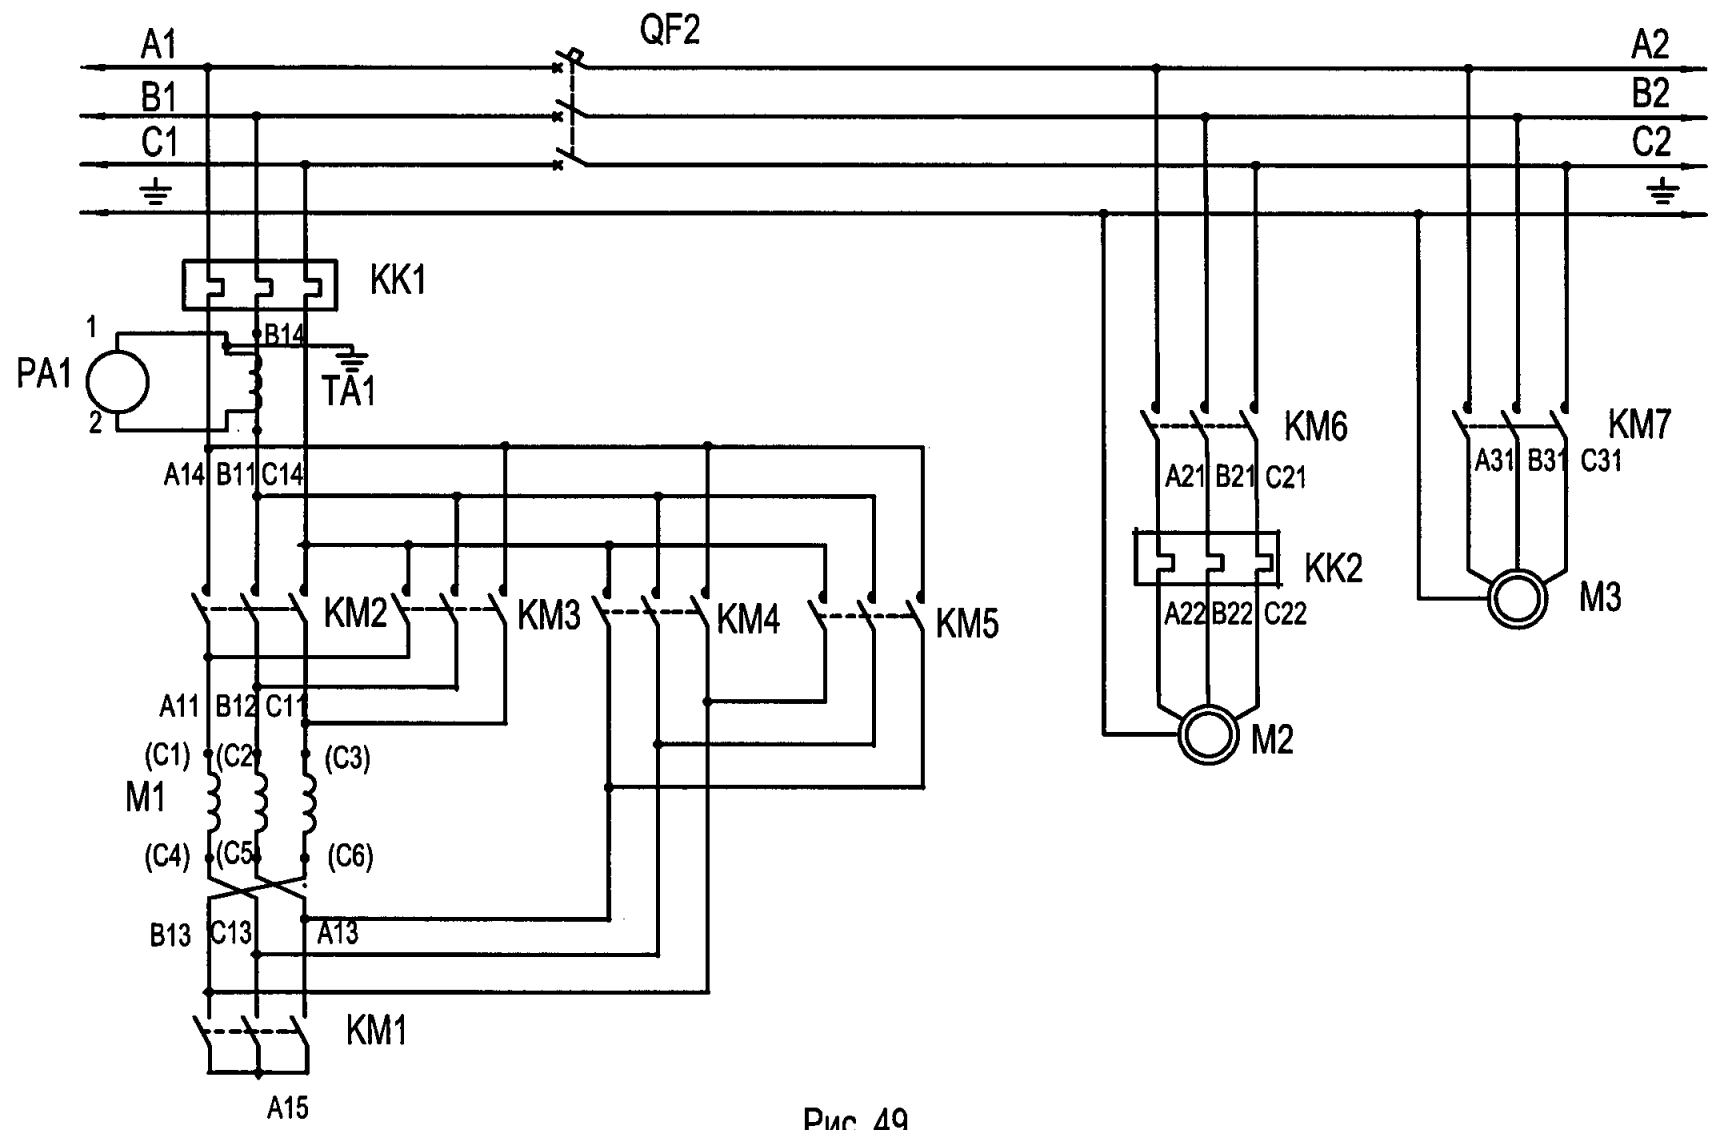 QF2
A1
A2
B1
B2
C1
C2
KK1
1
B14
PA1
TA1
2
KM6
KM7
A14 B11 C14
A21 B21 C21
A31 B31 C31
KK2
KM2
KM3
KM4
KM5
M3
A22 B22 C22
A11 B12 C11
M2
(C1) (C2 (C3)
M1
(C4) (C5 (C6)
B13 C13 A13
KM1
A15
Рис. 49